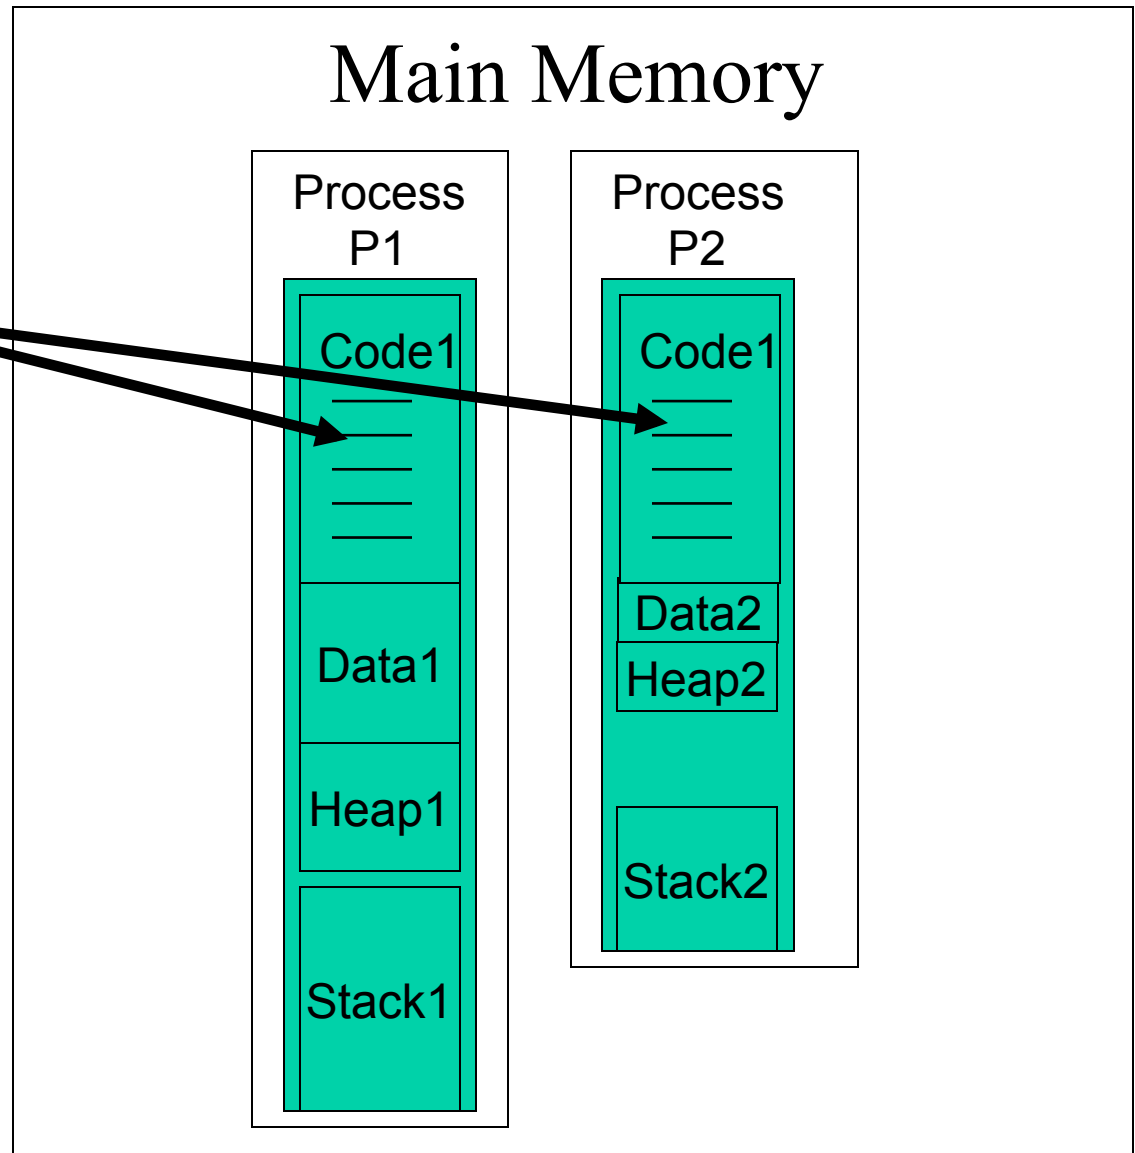 Main Memory
Process
P1
Code1
Data1
Heap1
Stack1
Process
P2
Code1
Data2
Heap2
Stack2